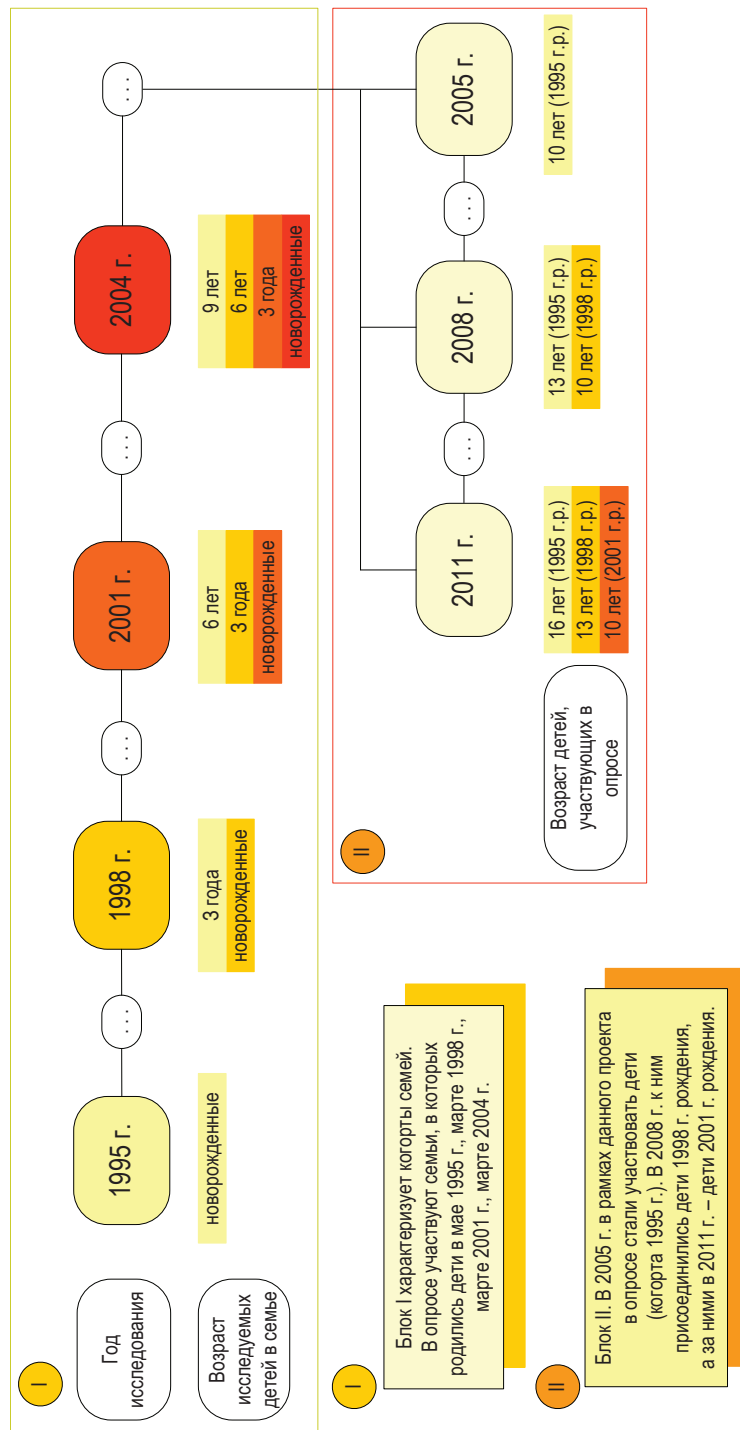 I
Год
исследования
1995 г.
. . .
1998 г.
. . .
2001 г.
. . .
2004 г.
. . .
Возраст
исследуемых
детей в семье
новорожденные
3 года
новорожденные
6 лет
3 года
новорожденные
9 лет
6 лет
3 года
новорожденные
I
Блок I характеризует когорты семей.
В опросе участвуют семьи, в которых
родились дети в мае 1995 г., марте 1998 г.,
марте 2001 г., марте 2004 г.
II
Блок II. В 2005 г. в рамках данного проекта
в опросе стали участвовать дети
(когорта 1995 г.). В 2008 г. к ним
присоединились дети 1998 г. рождения,
а за ними в 2011 г. – дети 2001 г. рождения.
II
2011 г.
. . .
2008 г.
. . .
2005 г.
Возраст детей,
участвующих в
опросе
16 лет (1995 г.р.)
13 лет (1998 г.р.)
10 лет (2001 г.р.)
13 лет (1995 г.р.)
10 лет (1998 г.р.)
10 лет (1995 г.р.)